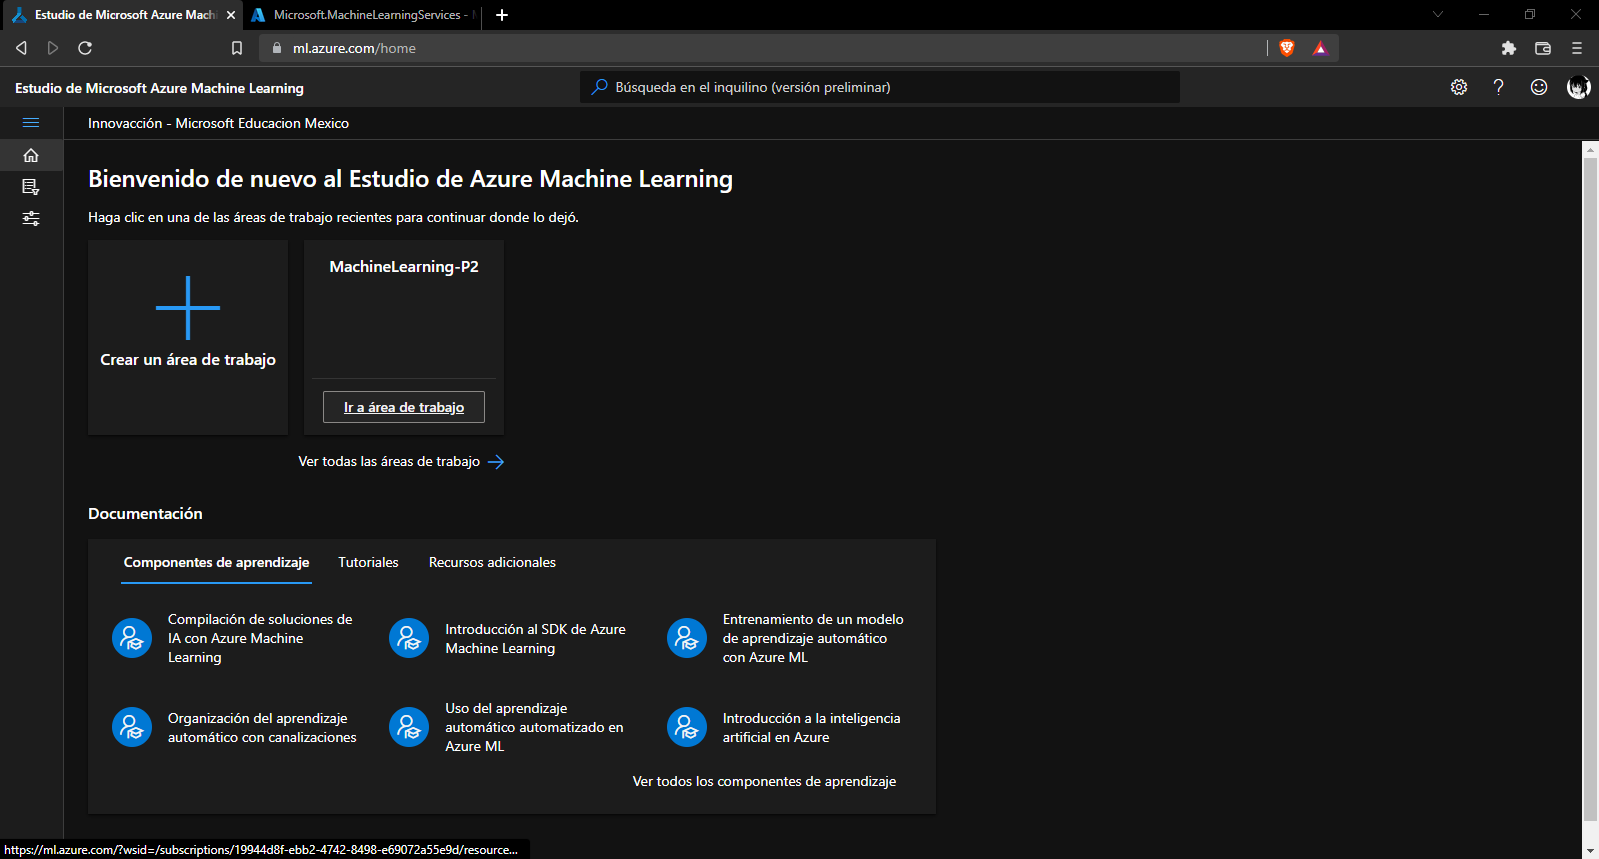 Estudio de Microsoft Azure Machi
Microsoft.MachineLearningServices -
ml.azure.com/home
Estudio de Microsoft Azure Machine Learning
Búsqueda en el inquilino (versión preliminar)
Innovacción - Microsoft Educacion Mexico
Bienvenido de nuevo al Estudio de Azure Machine Learning
Haga clic en una de las áreas de trabajo recientes para continuar donde lo dejó.
Crear un área de trabajo
MachineLearning-P2
Ir a área de trabajo
Ver todas las áreas de trabajo
Documentación
Componentes de aprendizaje
Tutoriales
Recursos adicionales
Compilación de soluciones de
IA con Azure Machine
Learning
Introducción al SDK de Azure
Machine Learning
Entrenamiento de un modelo
de aprendizaje automático
con Azure ML
Organización del aprendizaje
automático con canalizaciones
Uso del aprendizaje
automático automatizado en
Azure ML
Introducción a la inteligencia
artificial en Azure
Ver todos los componentes de aprendizaje
https://ml.azure.com/?wsid=/subscriptions/19944d8f-ebb2-4742-8498-e69072a55e9d/resource...